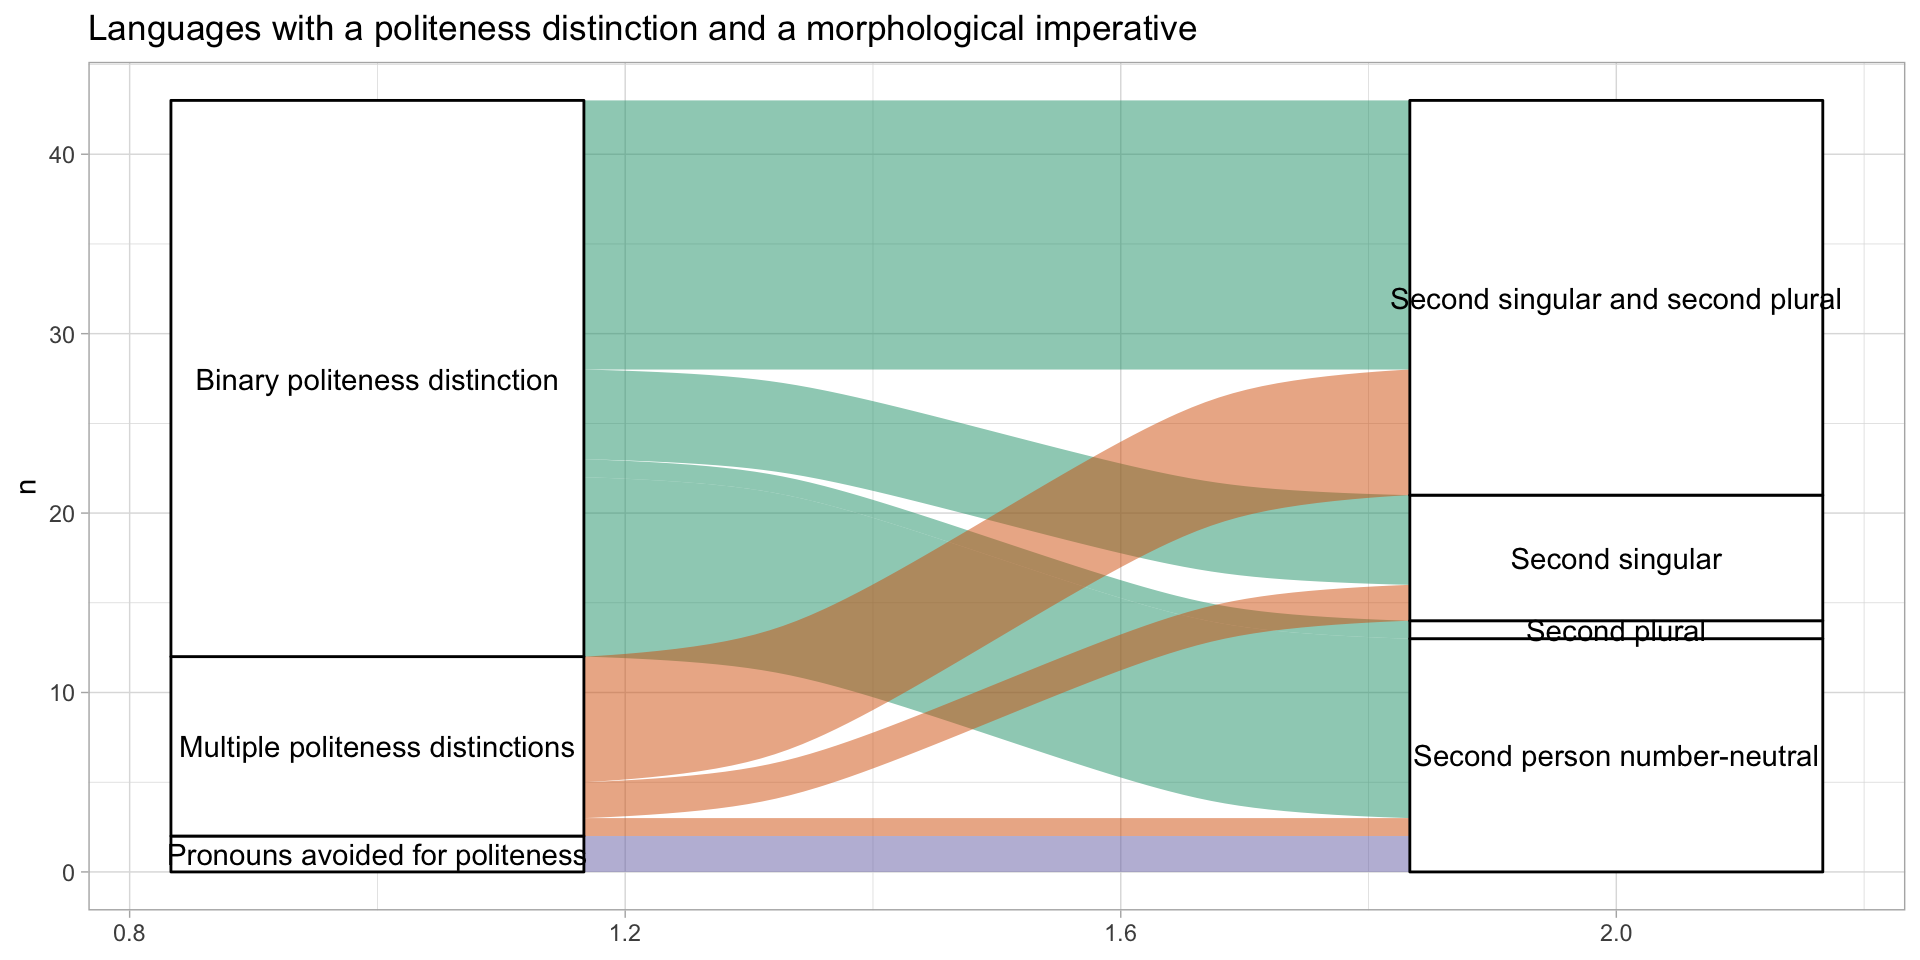 Languages with a politeness distinction and a morphological imperative
n
40
30
20
10
0
Binary politeness distinction
Multiple politeness distinctions
Pronouns avoided for politeness
Second singular and second plural
Second singular
Second plural
Second person number-neutral
0.8
1.2
1.6
2.0